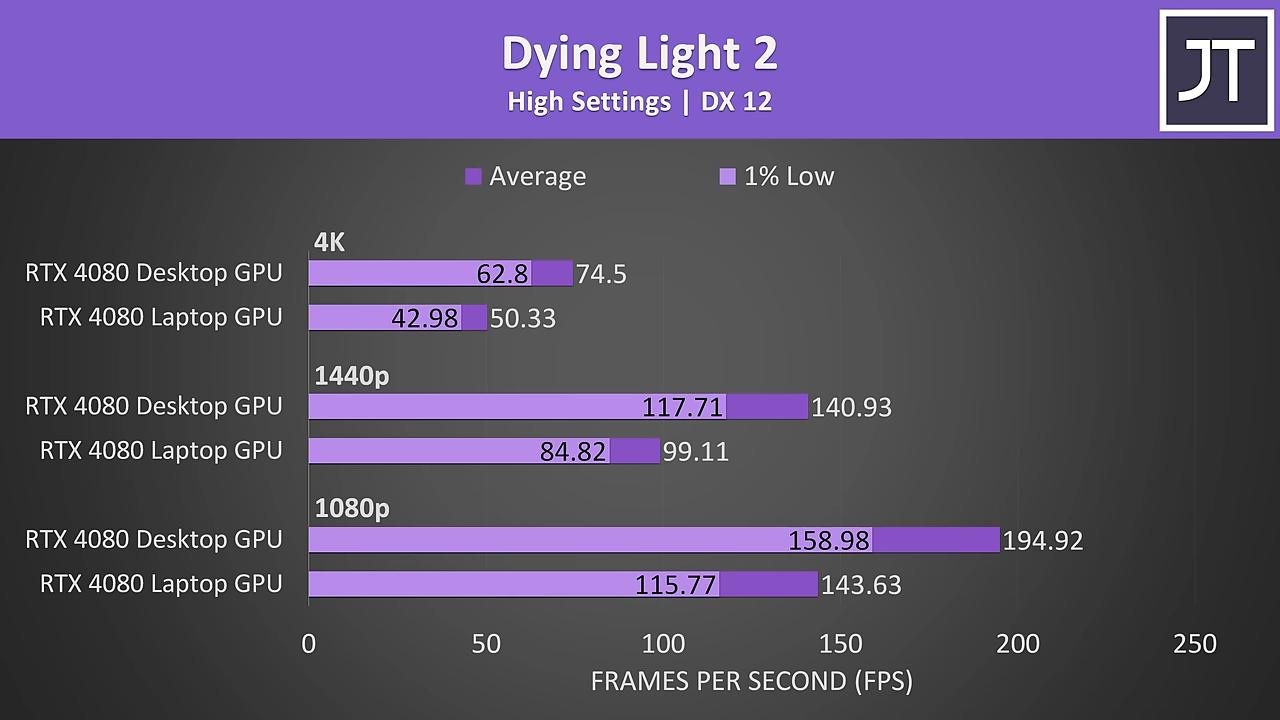 Dying Light 2
High Settings | DX 12
JT
Average 1% Low
4K
RTX 4080 Desktop GPU 62.8 74.5
RTX 4080 Laptop GPU 42.98 50.33
1440p
RTX 4080 Desktop GPU 117.71 140.93
RTX 4080 Laptop GPU 84.82 99.11
1080p
RTX 4080 Desktop GPU 158.98 194.92
RTX 4080 Laptop GPU 115.77 143.63
0 50 100 150 200 250
FRAMES PER SECOND (FPS)